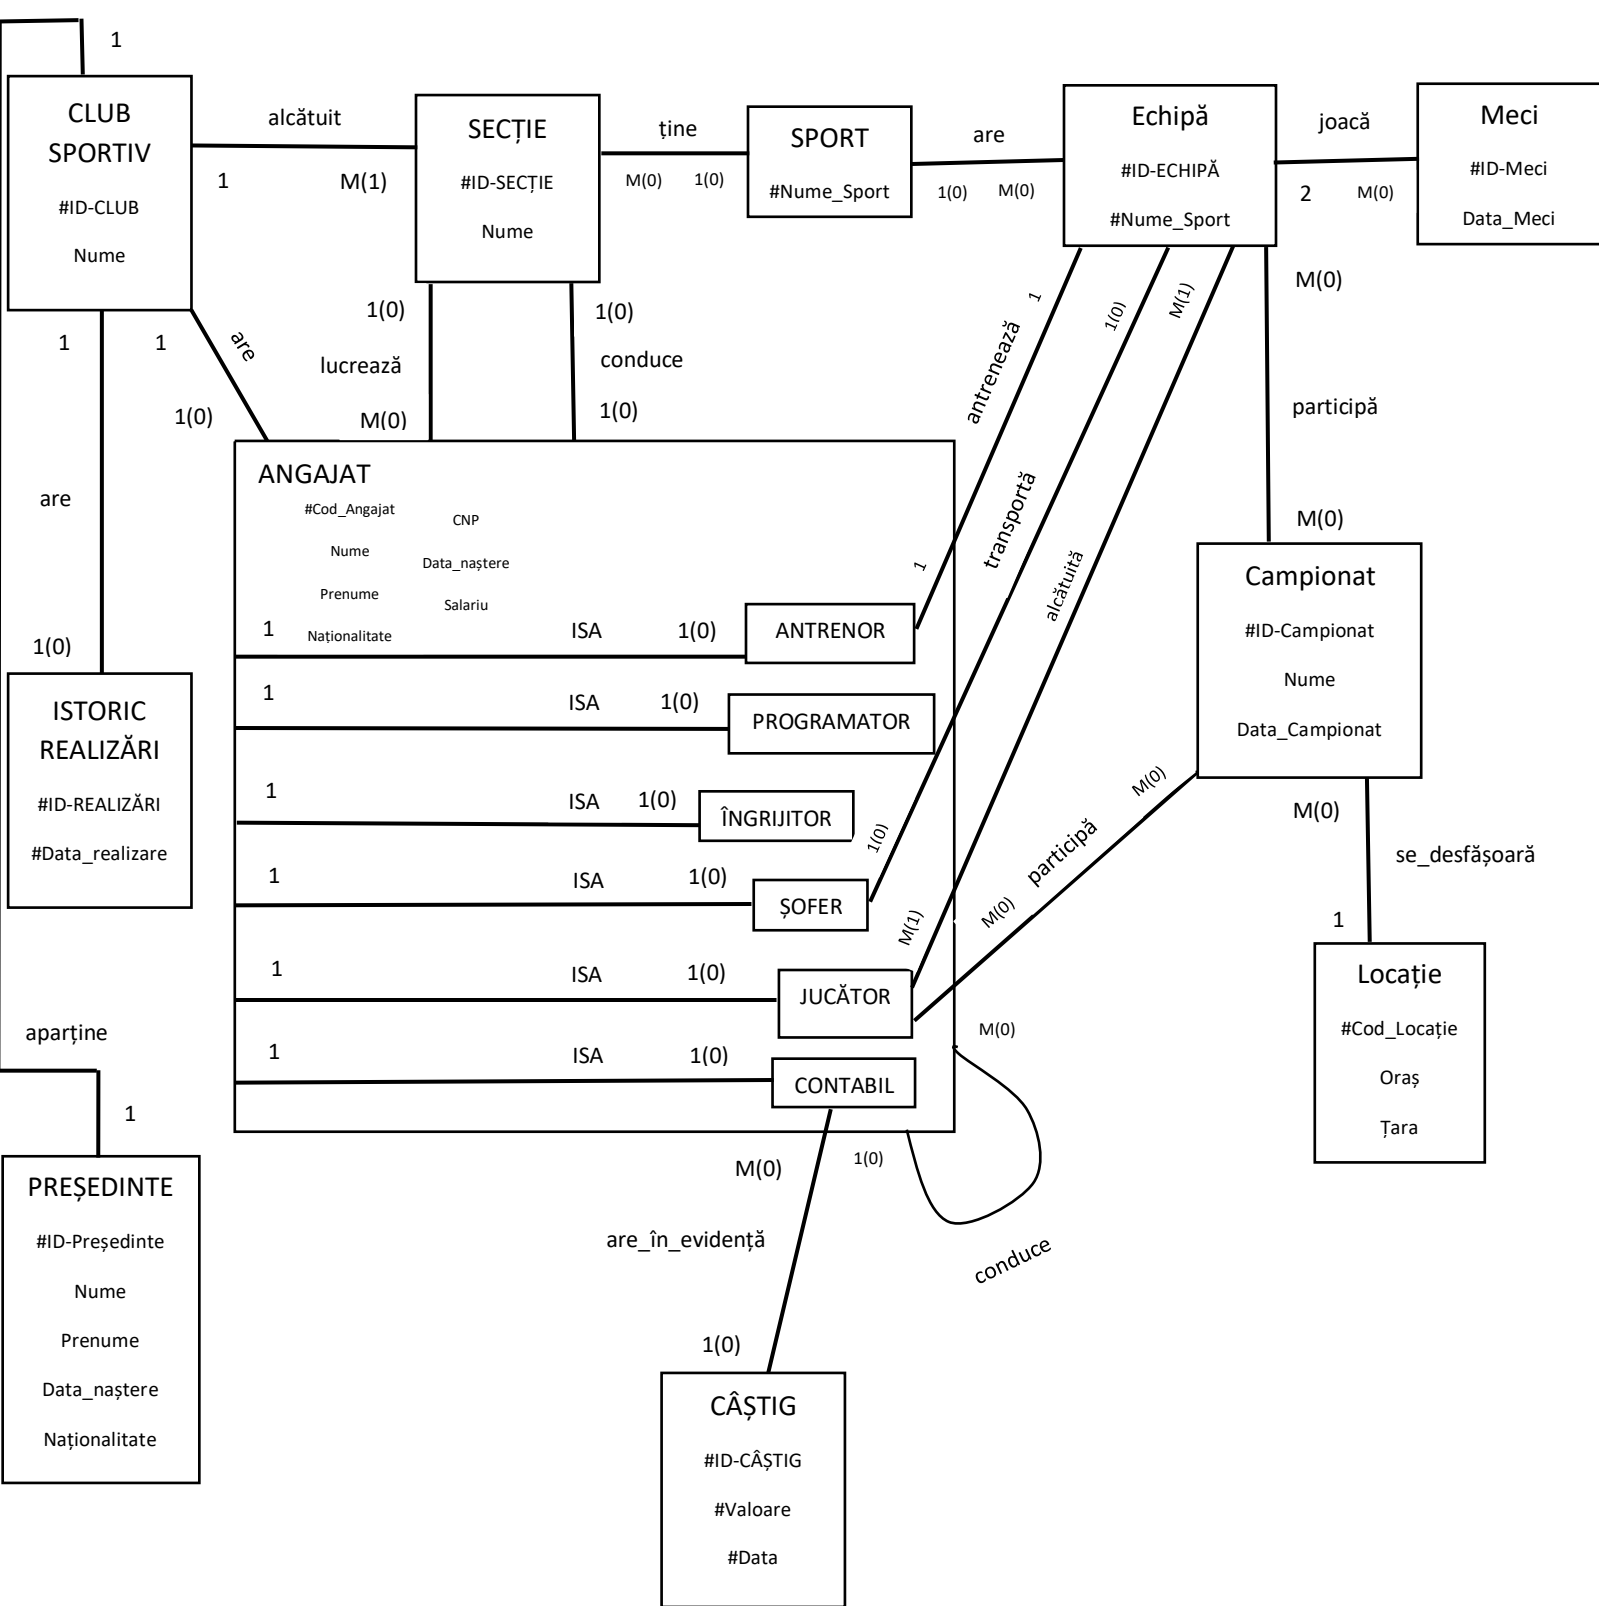 1
CLUB
SPORTIV
#ID-CLUB
Nume
alcătuit
1
M(1)
SECȚIE
#ID-SECȚIE
Nume
ține
M(0)
1(0)
SPORT
#Nume_Sport
are
1(0)
M(0)
Echipă
#ID-ECHIPĂ
#Nume_Sport
joacă
2
M(0)
Meci
#ID-Meci
Data_Meci
1
1
are
1(0)
1(0)
lucrează
M(0)
1(0)
conduce
1(0)
1
antrenează
1
1(0)
transportă
1(0)
M(1)
alcătuită
M(1)
M(0)
participă
M(0)
are
1(0)
ANGAJAT
#Cod_Angajat
CNP
Nume
Data_naștere
Prenume
Salariu
Naționalitate
1
ISA
1(0)
ANTRENOR
1
ISA
1(0)
PROGRAMATOR
1
ISA
1(0)
ÎNGRIJITOR
1
ISA
1(0)
ȘOFER
1
ISA
1(0)
JUCĂTOR
1
ISA
1(0)
CONTABIL
Campionat
#ID-Campionat
Nume
Data_Campionat
M(0)
participă
M(0)
M(0)
se_desfășoară
1
Locație
#Cod_Locație
Oraș
Țara
ISTORIC
REALIZĂRI
#ID-REALIZĂRI
#Data_realizare
aparține
1
PREȘEDINTE
#ID-Președinte
Nume
Prenume
Data_naștere
Naționalitate
M(0)
1(0)
conduce
M(0)
are_în_evidență
1(0)
CÂȘTIG
#ID-CÂȘTIG
#Valoare
#Data